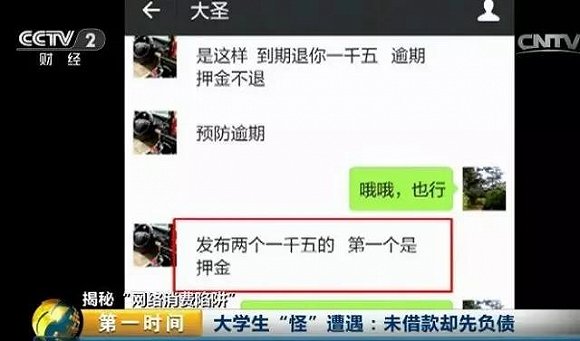 CCTV 2
财经
大圣
CNTV
是这样 到期退你一千五 逾期
押金不退
预防逾期
哦哦，也行
发布两个一千五的 第一个是
押金
揭秘“网络消费陷阱”
第一时间
大学生“怪”遭遇：未借款却先负债